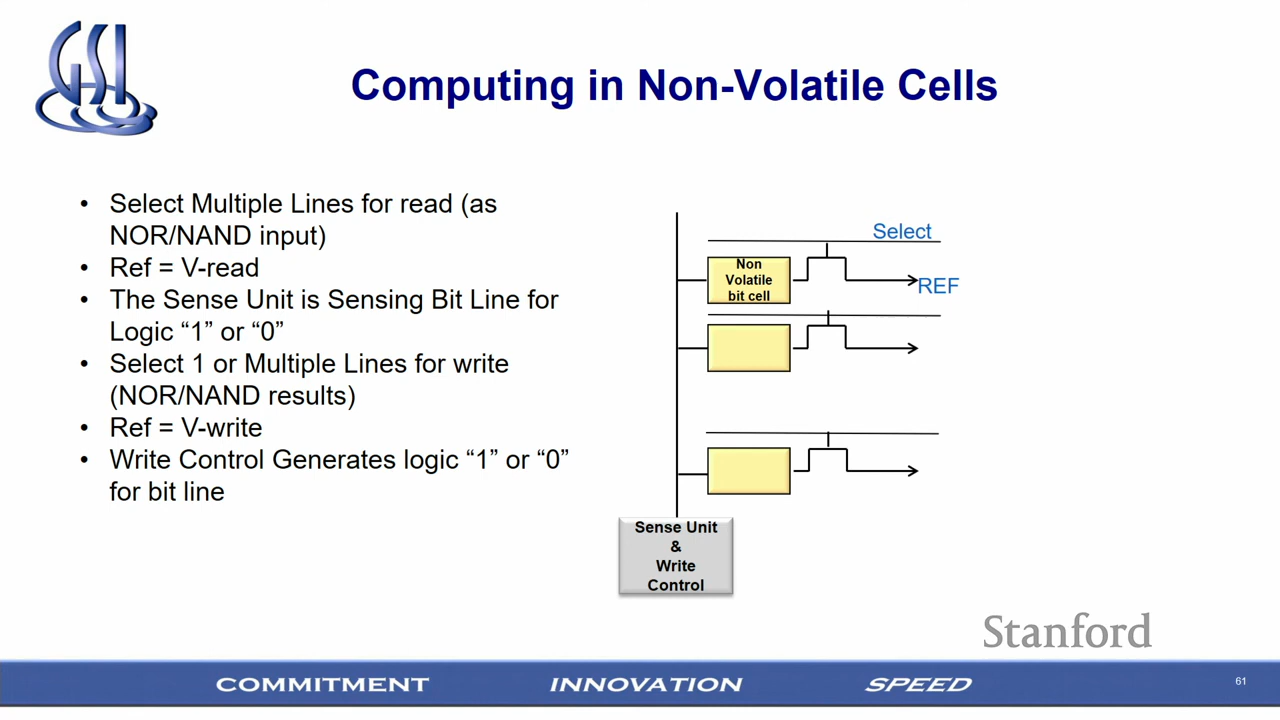 GSI
Computing in Non-Volatile Cells
• Select Multiple Lines for read (as
NOR/NAND input)
• Ref = V-read
• The Sense Unit is Sensing Bit Line for
Logic “1” or “0”
• Select 1 or Multiple Lines for write
(NOR/NAND results)
• Ref = V-write
• Write Control Generates logic “1” or “0”
for bit line
Select
Non
Volatile
bit cell
REF
Sense Unit
&
Write
Control
Stanford
COMMITMENT INNOVATION SPEED
61